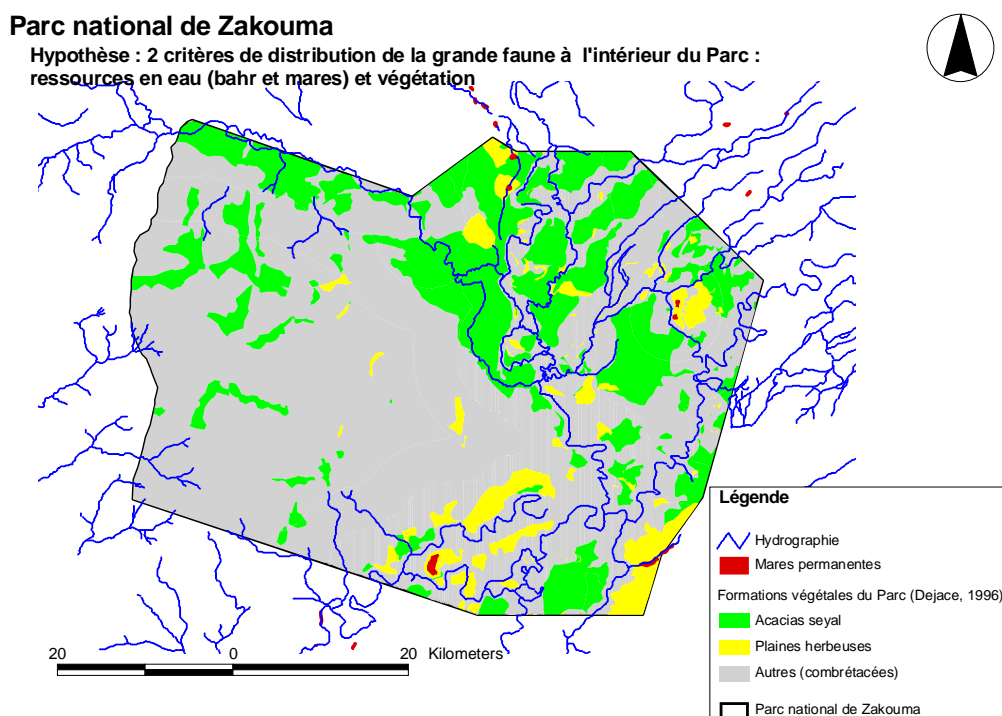 Parc national de Zakouma
Hypothèse : 2 critères de distribution de la grande faune à l'intérieur du Parc :
ressources en eau (bahr et mares) et végétation
Légende
Hydrographie
Mares permanentes
Formations végétales du Parc (Dejace, 1996)
Acacias seyal
Plaines herbeuses
Autres (combrétacées)
Parc national de Zakouma
20 0 20 Kilometers